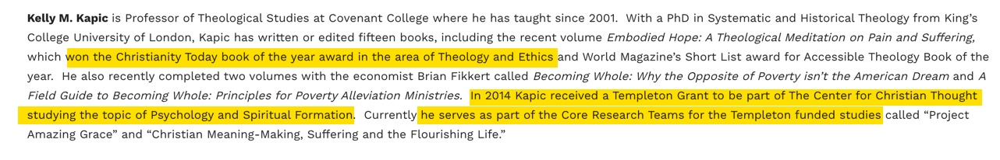 Kelly M. Kapic is Professor of Theological Studies at Covenant College where he has taught since 2001.  With a PhD in Systematic and Historical Theology from King’s
College University of London, Kapic has written or edited fifteen books, including the recent volume Embodied Hope: A Theological Meditation on Pain and Suffering,
which won the Christianity Today book of the year award in the area of Theology and Ethics and World Magazine’s Short List award for Accessible Theology Book of the
year.  He also recently completed two volumes with the economist Brian Fikkert called Becoming Whole: Why the Opposite of Poverty isn’t the American Dream and A
Field Guide to Becoming Whole: Principles for Poverty Alleviation Ministries.  In 2014 Kapic received a Templeton Grant to be part of The Center for Christian Thought
studying the topic of Psychology and Spiritual Formation.  Currently he serves as part of the Core Research Teams for the Templeton funded studies called “Project
Amazing Grace” and “Christian Meaning-Making, Suffering and the Flourishing Life.”